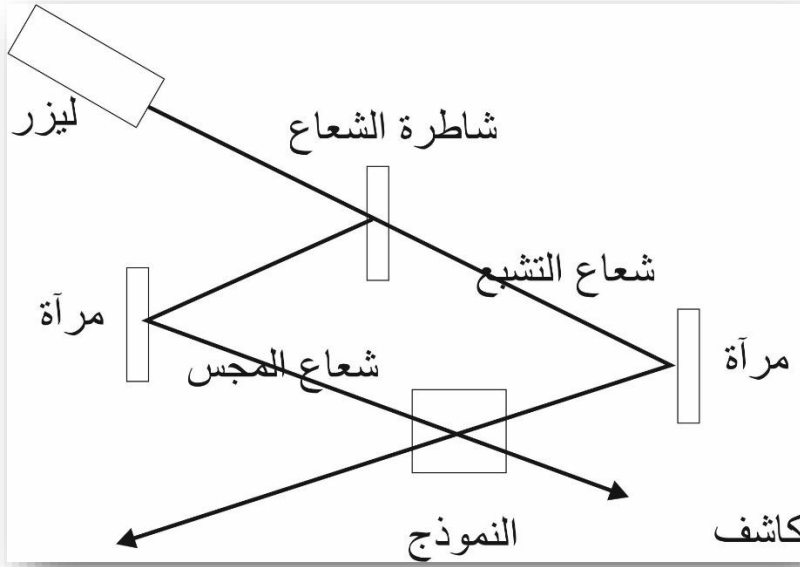 ليزر
شاطرة الشعاع
شعاع التشبع
مرآة
مرآة
شعاع المجس
النموذج
كاشف